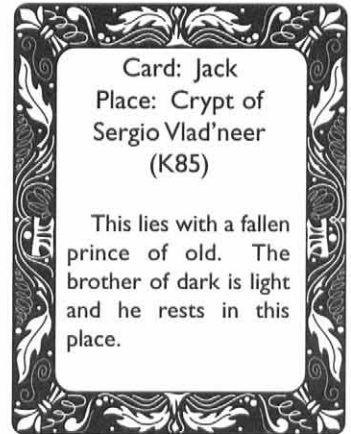 Card: Jack
Place: Crypt of
Sergio Vlad'neer
(K85)
This lies with a fallen
prince of old. The
brother of dark is light
and he rests in this
place.